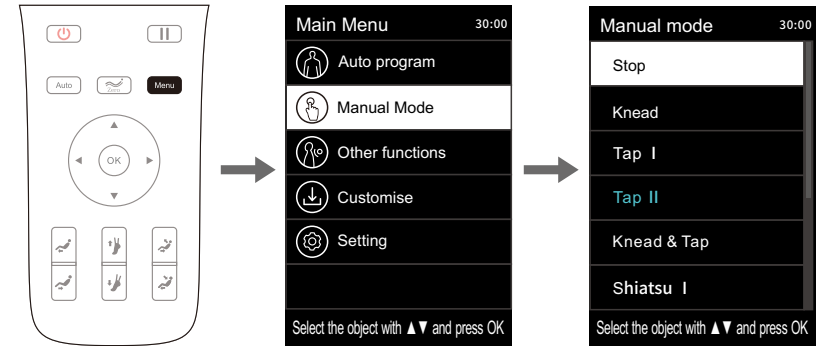 Auto
Zero
Menu
OK
Main Menu 30:00
Auto program
Manual Mode
Other functions
Customise
Setting
Select the object with ▲▼ and press OK
Manual mode 30:00
Stop
Knead
Tap I
Tap II
Knead & Tap
Shiatsu I
Select the object with ▲▼ and press OK